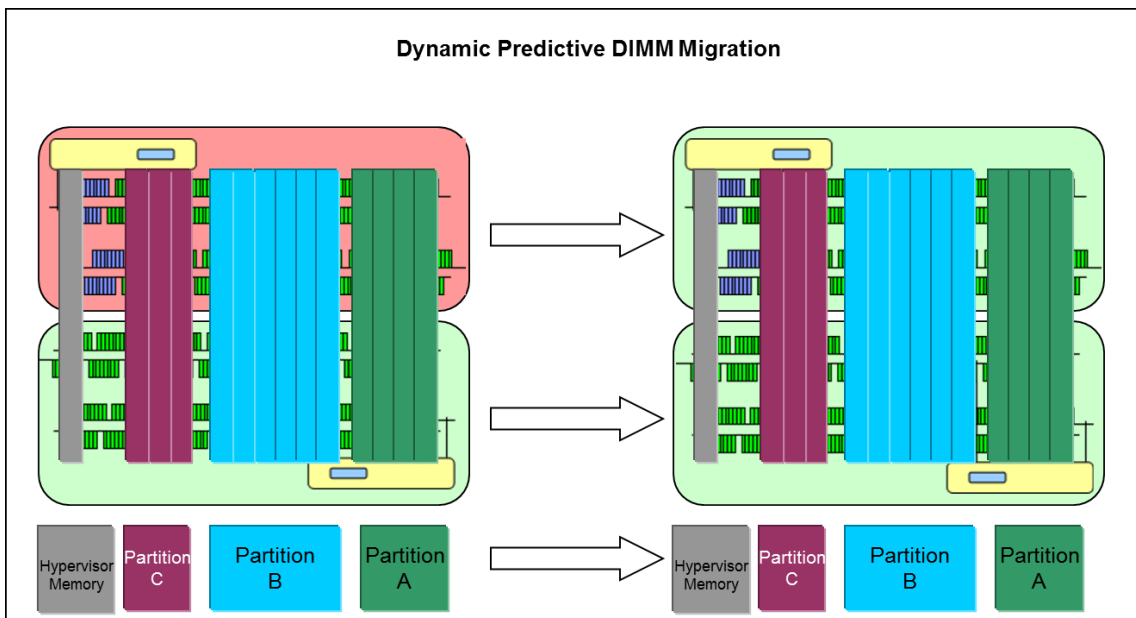 Dynamic Predictive DIMM Migration
Hypervisor
Memory
Partition
C
Partition
B
Partition
A
Hypervisor
Memory
Partition
C
Partition
B
Partition
A